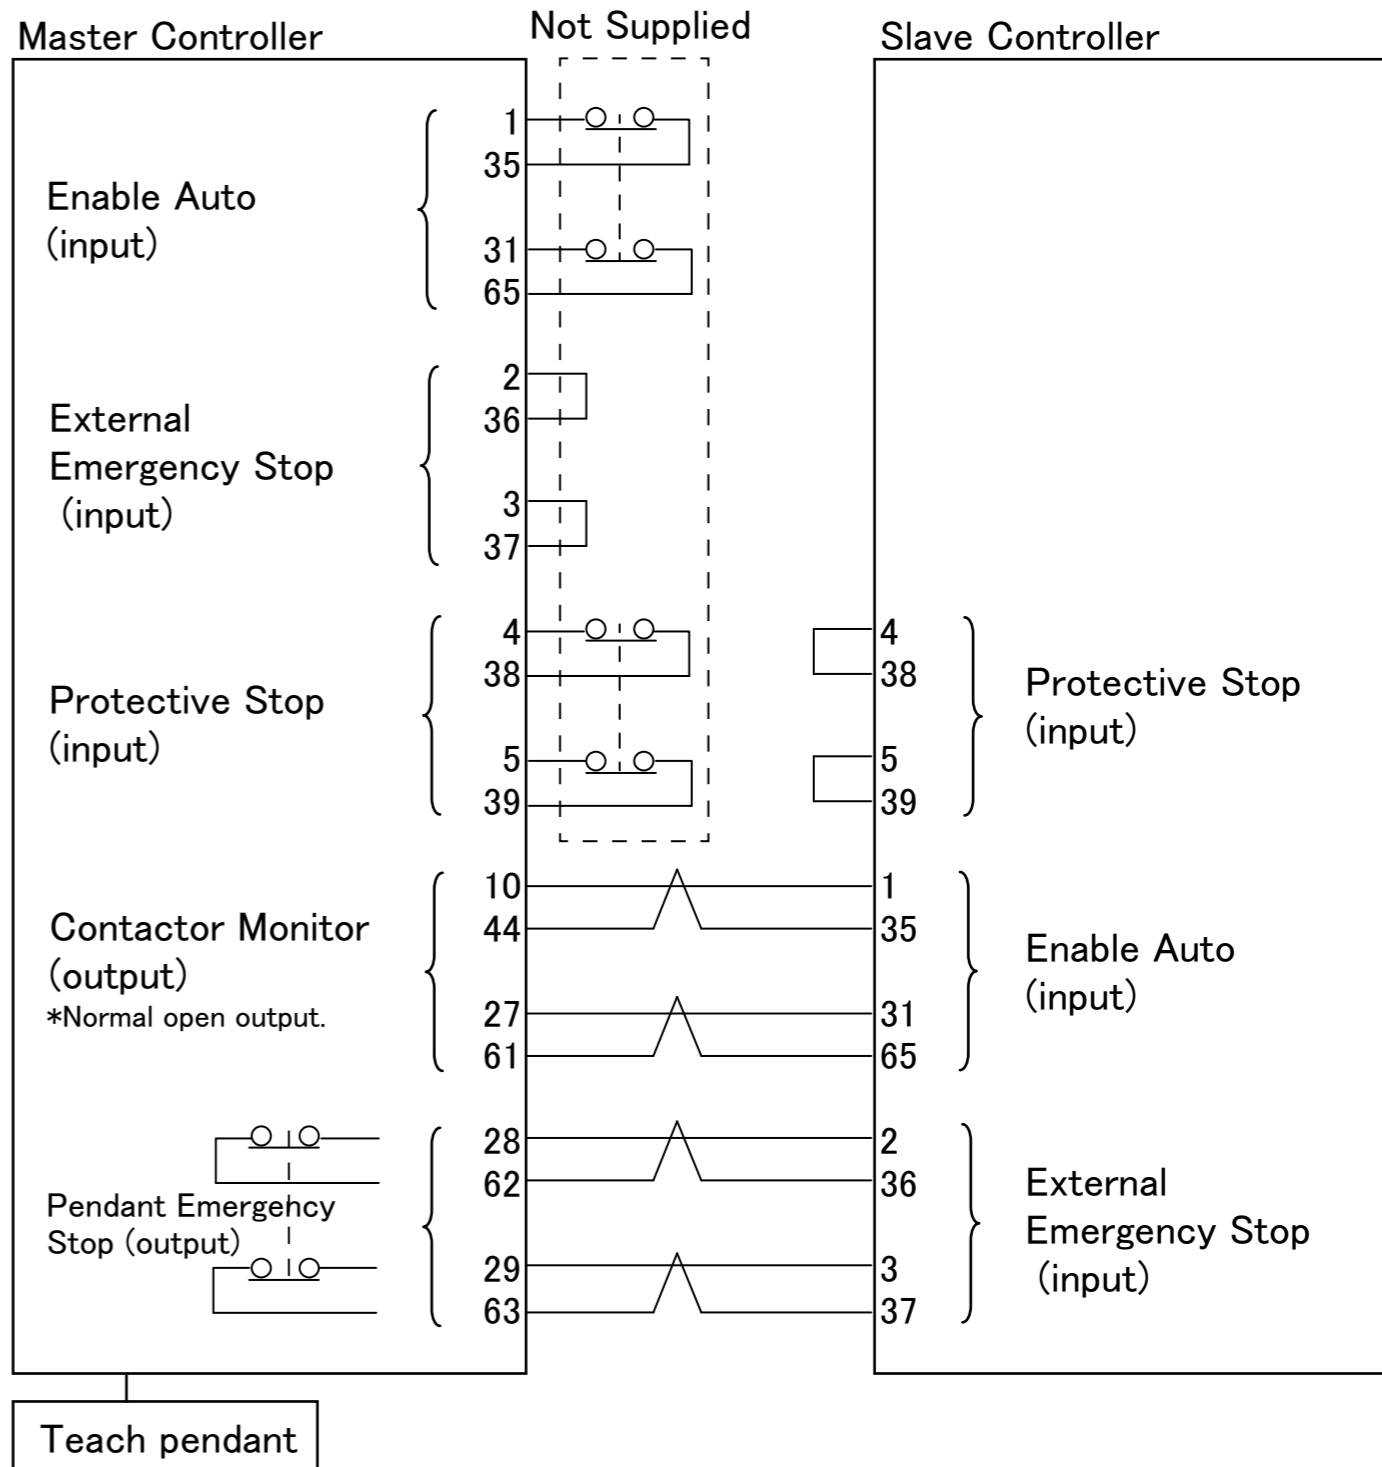 Master Controller
Not Supplied
Slave Controller
Enable Auto
(input)
1
35
31
65
External
Emergency Stop
(input)
2
36
3
37
Protective Stop
(input)
4
38
5
39
4
38
5
39
Protective Stop
(input)
Contactor Monitor
(output)
*Normal open output.
10
44
27
61
1
35
31
65
Enable Auto
(input)
Pendant Emergency
Stop (output)
28
62
29
63
2
36
3
37
External
Emergency Stop
(input)
Teach pendant